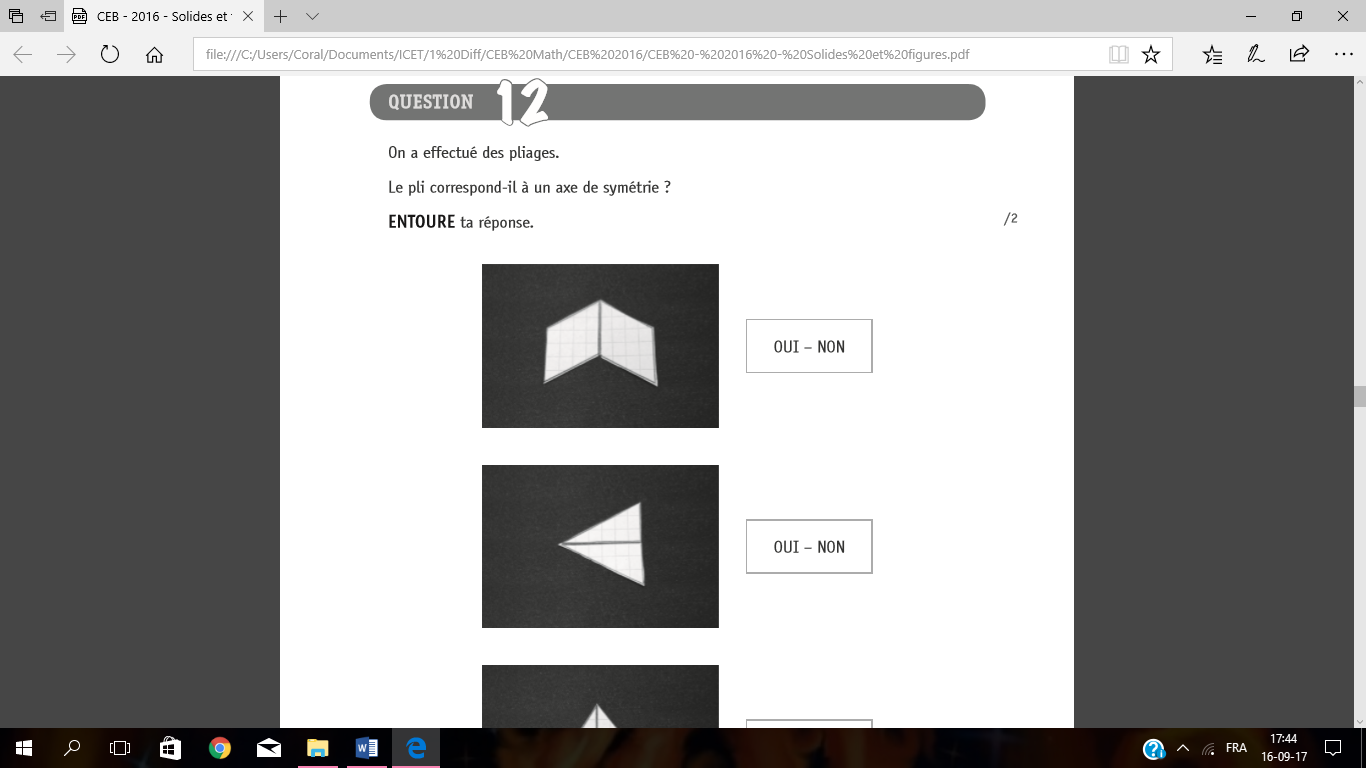 CEB - 2016 - Solides et
file:///C:/Users/Coral/Documents/ICET/1%20Diff/CEB%20Math/CEB%202016/CEB%20-%202016%20-%20Solides%20et%20figures.pdf
QUESTION 12
On a effectué des pliages.
Le pli correspond-il à un axe de symétrie ?
ENTOURE ta réponse.
/2
OUI – NON
OUI – NON
FRA
17:44
16-09-17